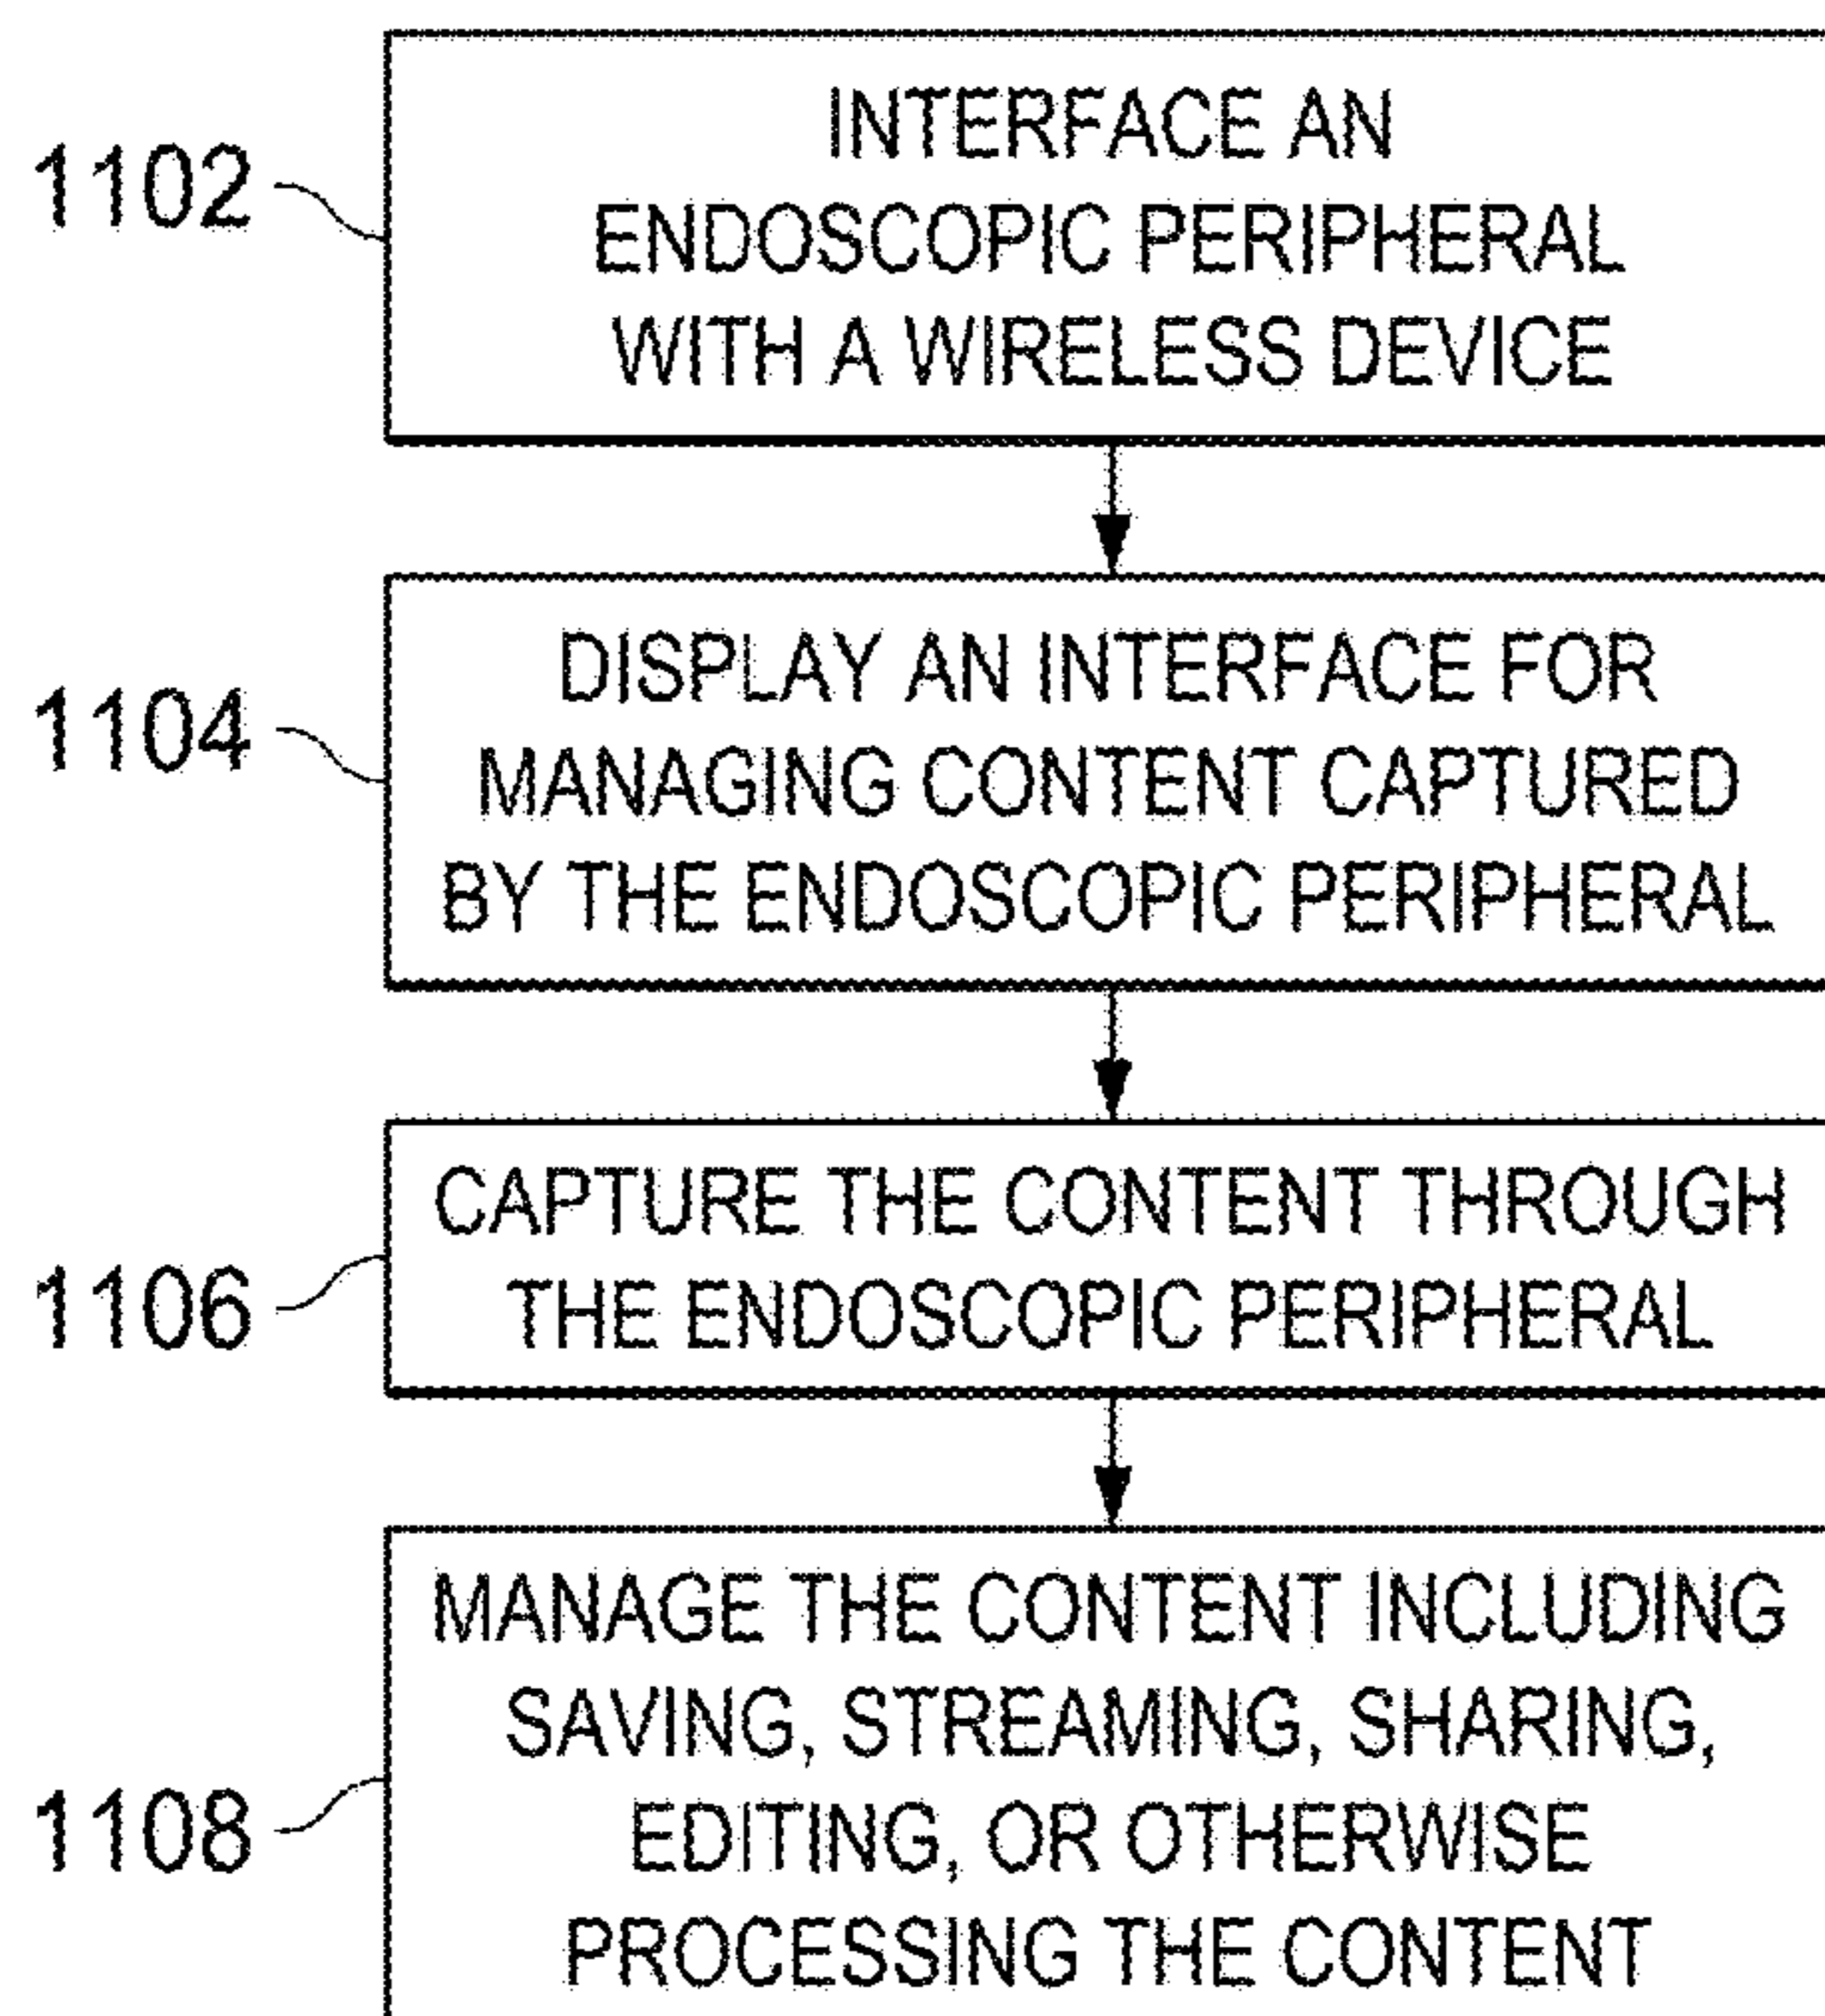 1102
INTERFACE AN
ENDOSCOPIC PERIPHERAL
WITH A WIRELESS DEVICE
1104
DISPLAY AN INTERFACE FOR
MANAGING CONTENT CAPTURED
BY THE ENDOSCOPIC PERIPHERAL
1106
CAPTURE THE CONTENT THROUGH
THE ENDOSCOPIC PERIPHERAL
1108
MANAGE THE CONTENT INCLUDING
SAVING, STREAMING, SHARING,
EDITING, OR OTHERWISE
PROCESSING THE CONTENT